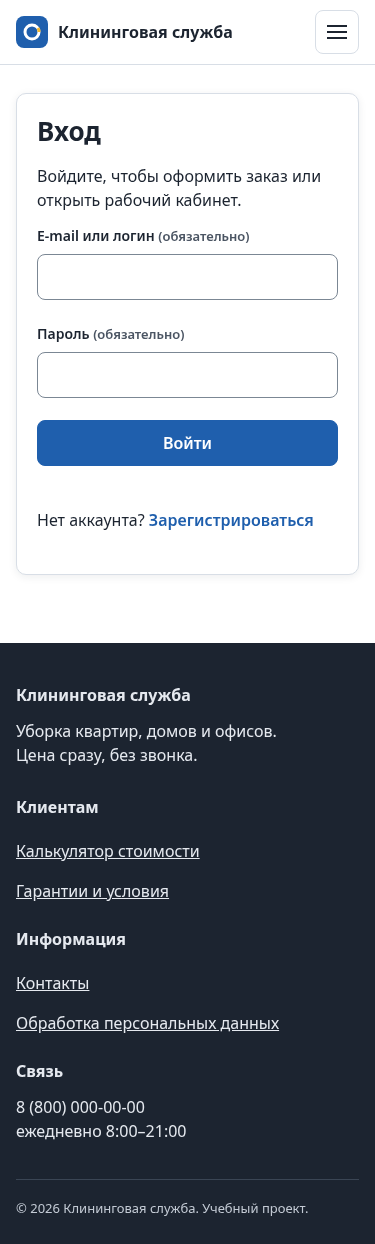 Клининговая служба
Вход
Войдите, чтобы оформить заказ или
открыть рабочий кабинет.
E-mail или логин (обязательно)
Пароль (обязательно)
Войти
Нет аккаунта? Зарегистрироваться
Клининговая служба
Уборка квартир, домов и офисов.
Цена сразу, без звонка.
Клиентам
Калькулятор стоимости
Гарантии и условия
Информация
Контакты
Обработка персональных данных
Связь
8 (800) 000-00-00
ежедневно 8:00–21:00
© 2026 Клининговая служба. Учебный проект.